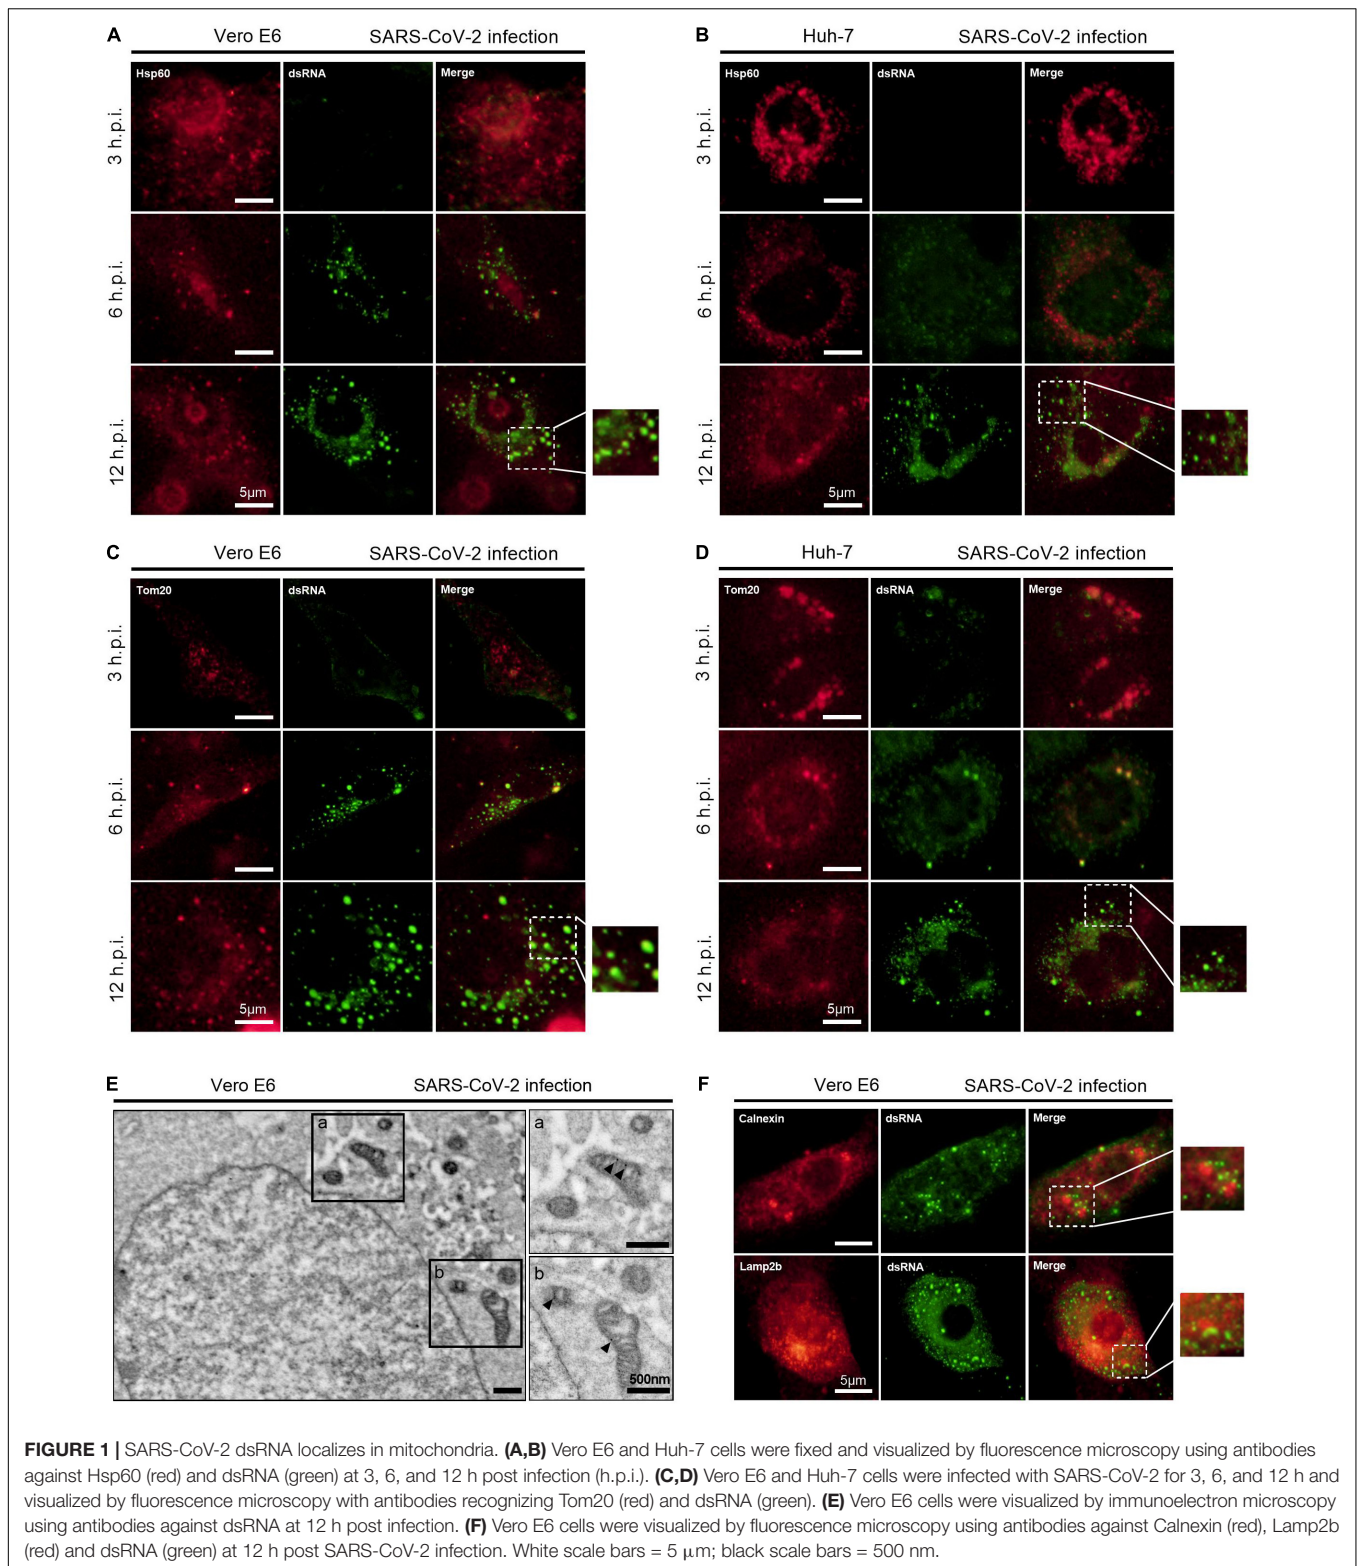 A Vero E6 SARS-CoV-2 infection
Hsp60 dsRNA Merge
3 h.p.i.
6 h.p.i.
12 h.p.i.
5μm
B Huh-7 SARS-CoV-2 infection
Hsp60 dsRNA Merge
3 h.p.i.
6 h.p.i.
12 h.p.i.
5μm
C Vero E6 SARS-CoV-2 infection
Tom20 dsRNA Merge
3 h.p.i.
6 h.p.i.
12 h.p.i.
5μm
D Huh-7 SARS-CoV-2 infection
Tom20 dsRNA Merge
3 h.p.i.
6 h.p.i.
12 h.p.i.
5μm
E Vero E6 SARS-CoV-2 infection
a
b
a
b
500nm
F Vero E6 SARS-CoV-2 infection
Calnexin dsRNA Merge
Lamp2b dsRNA Merge
5μm
FIGURE 1 | SARS-CoV-2 dsRNA localizes in mitochondria. (A,B) Vero E6 and Huh-7 cells were fixed and visualized by fluorescence microscopy using antibodies
against Hsp60 (red) and dsRNA (green) at 3, 6, and 12 h post infection (h.p.i.). (C,D) Vero E6 and Huh-7 cells were infected with SARS-CoV-2 for 3, 6, and 12 h and
visualized by fluorescence microscopy with antibodies recognizing Tom20 (red) and dsRNA (green). (E) Vero E6 cells were visualized by immunoelectron microscopy
using antibodies against dsRNA at 12 h post infection. (F) Vero E6 cells were visualized by fluorescence microscopy using antibodies against Calnexin (red), Lamp2b
(red) and dsRNA (green) at 12 h post SARS-CoV-2 infection. White scale bars = 5 μm; black scale bars = 500 nm.